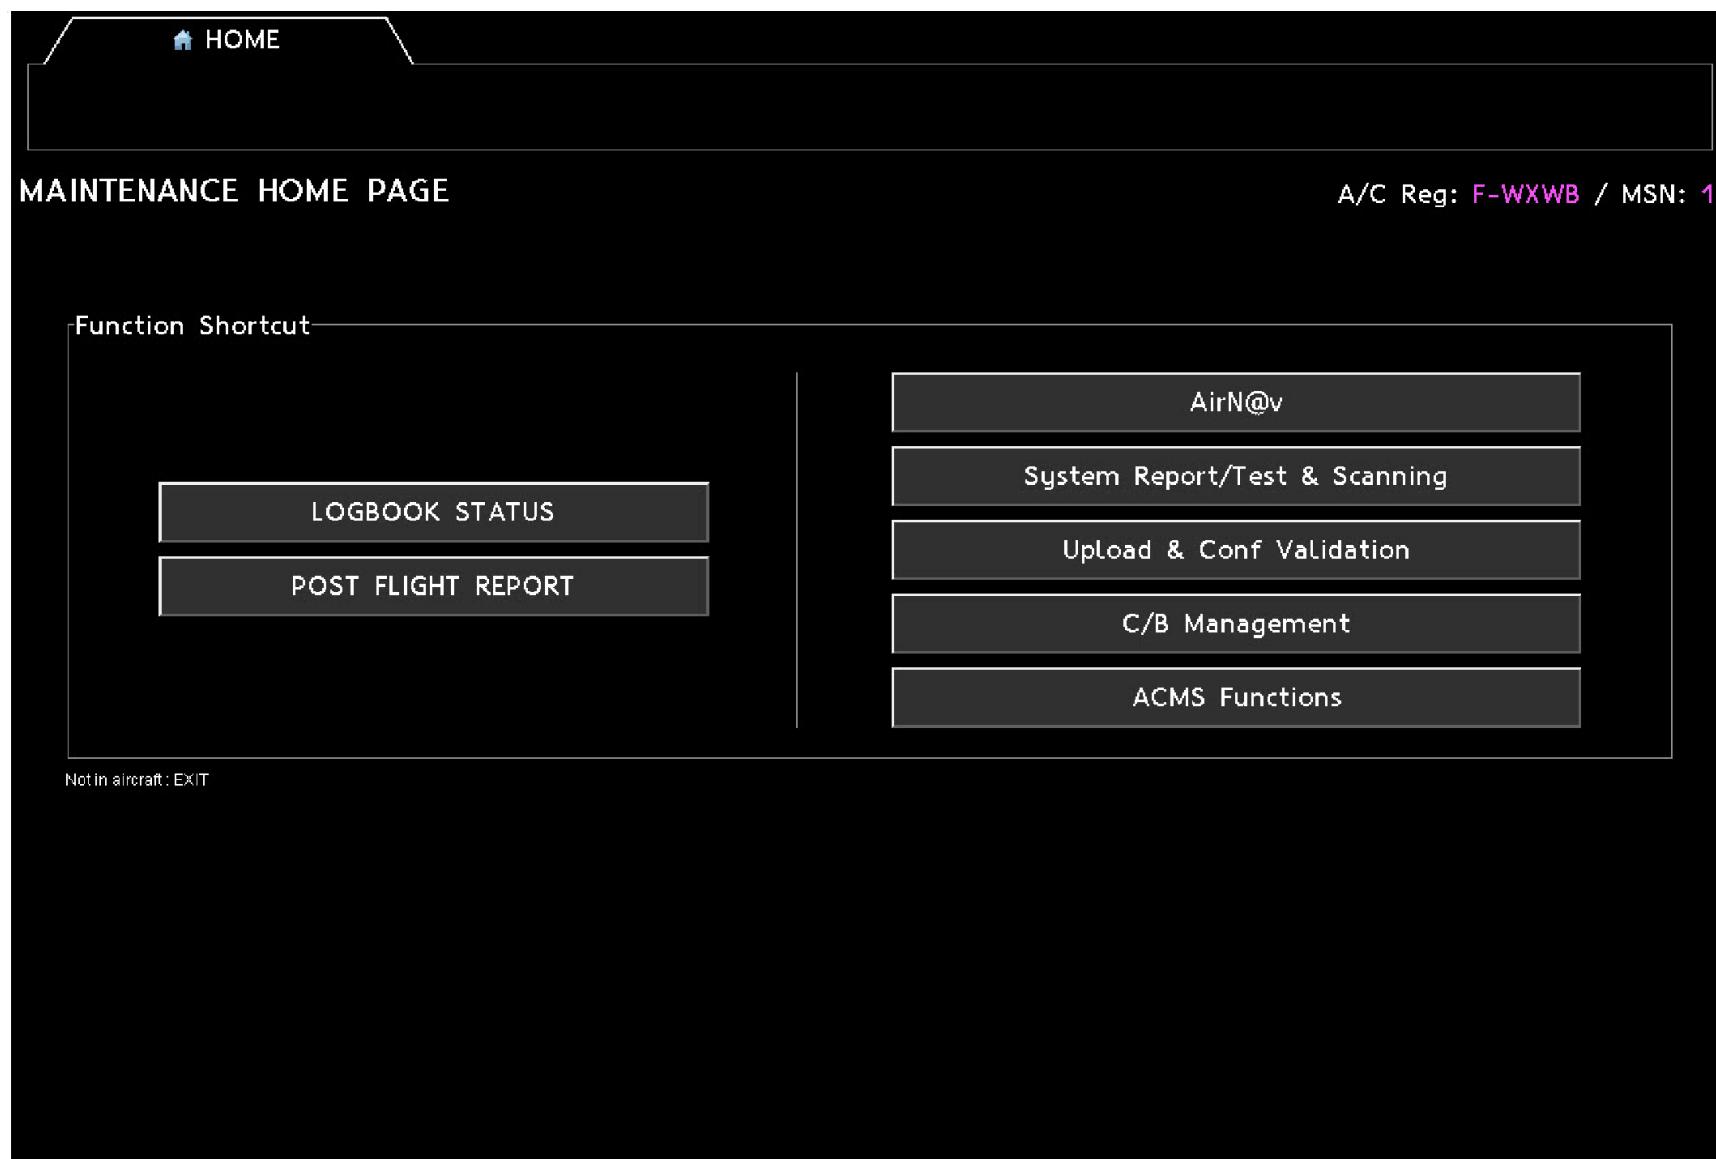 HOME
MAINTENANCE HOME PAGE
A/C Reg: F-WXWB / MSN: 1
Function Shortcut
LOGBOOK STATUS
POST FLIGHT REPORT
AirN@v
System Report/Test & Scanning
Upload & Conf Validation
C/B Management
ACMS Functions
Not in aircraft : EXIT